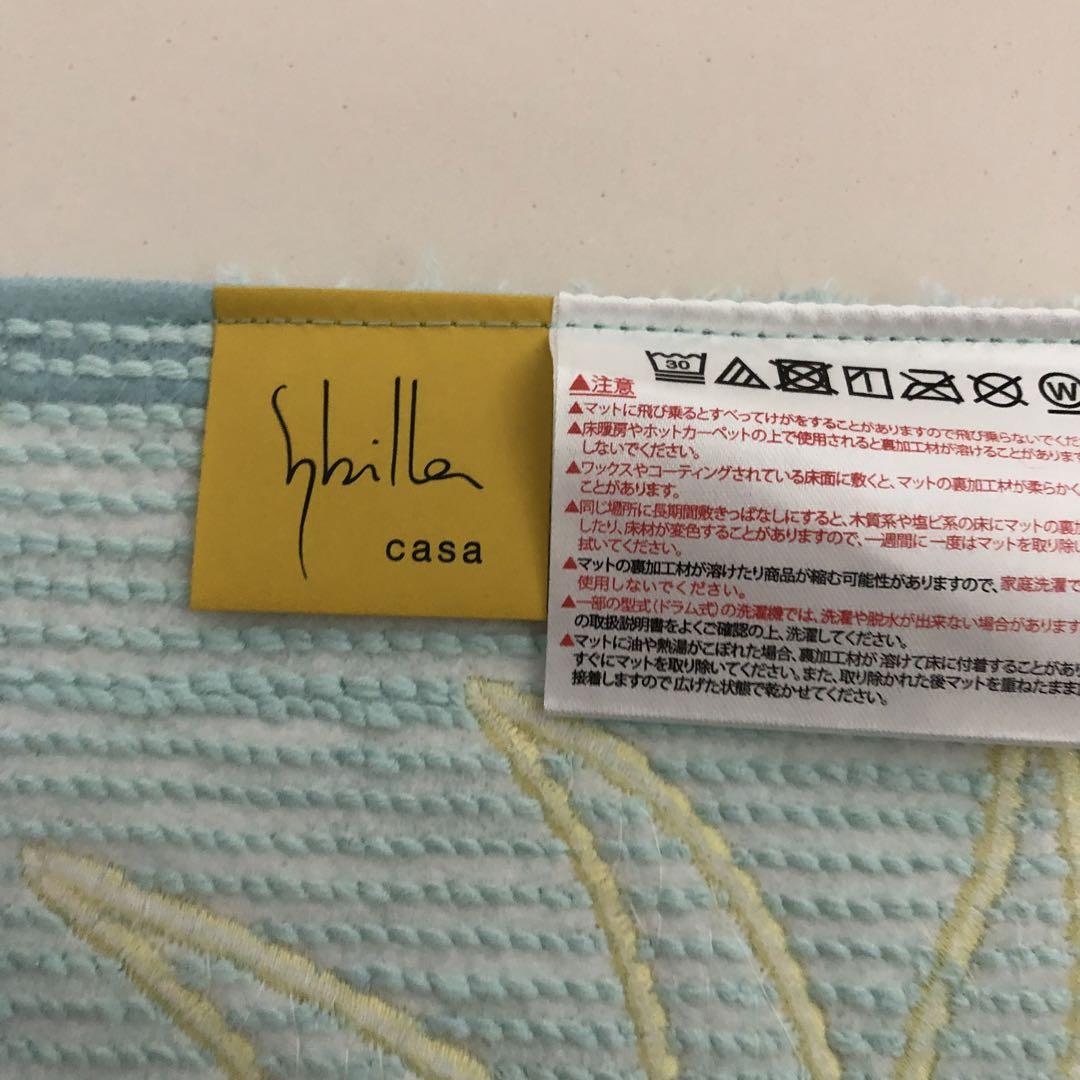 Sybilla
casa
30
W
▲注意
▲マットに飛び乗るとすべってけがをすることがありますので飛び乗らないでくだ
▲床暖房やホットカーペットの上で使用されると裏加工材が溶けることがあります
しないでください。
▲ワックスやコーティングされている床面に敷くと、マットの裏加工材が柔らかく
ことがあります。
▲同じ場所に長期間敷きっぱなしにすると、木質系や塩ビ系の床にマットの裏加
したり、床材が変色することがありますので、一週間に一度はマットを取り除い
拭いてください。
▲マットの裏加工材が溶けたり商品が縮む可能性がありますので、家庭洗濯で
使用しないでください。
▲一部の型式(ドラム式)の洗濯機では、洗濯や脱水が出来ない場合があります
の取扱説明書をよくご確認の上、洗濯してください。
▲マットに油や熱湯がこぼれた場合、裏加工材が溶けて床に付着することがあり
すぐにマットを取り除いてください。また、取り除かれた後マットを重ねたまま
接着しますので広げた状態で乾かせてください。